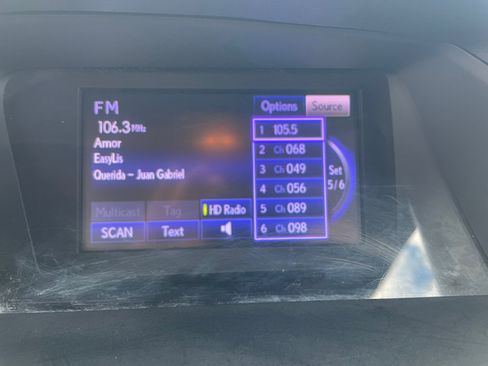 FM
Options
Source
106.3 MHz
Amor
EasyLis
Querida – Juan Gabriel
1 105.5
2 Ch 068
3 Ch 049
4 Ch 056
5 Ch 089
6 Ch 098
Set
5/6
Multicast
Tag
HD Radio
SCAN
Text